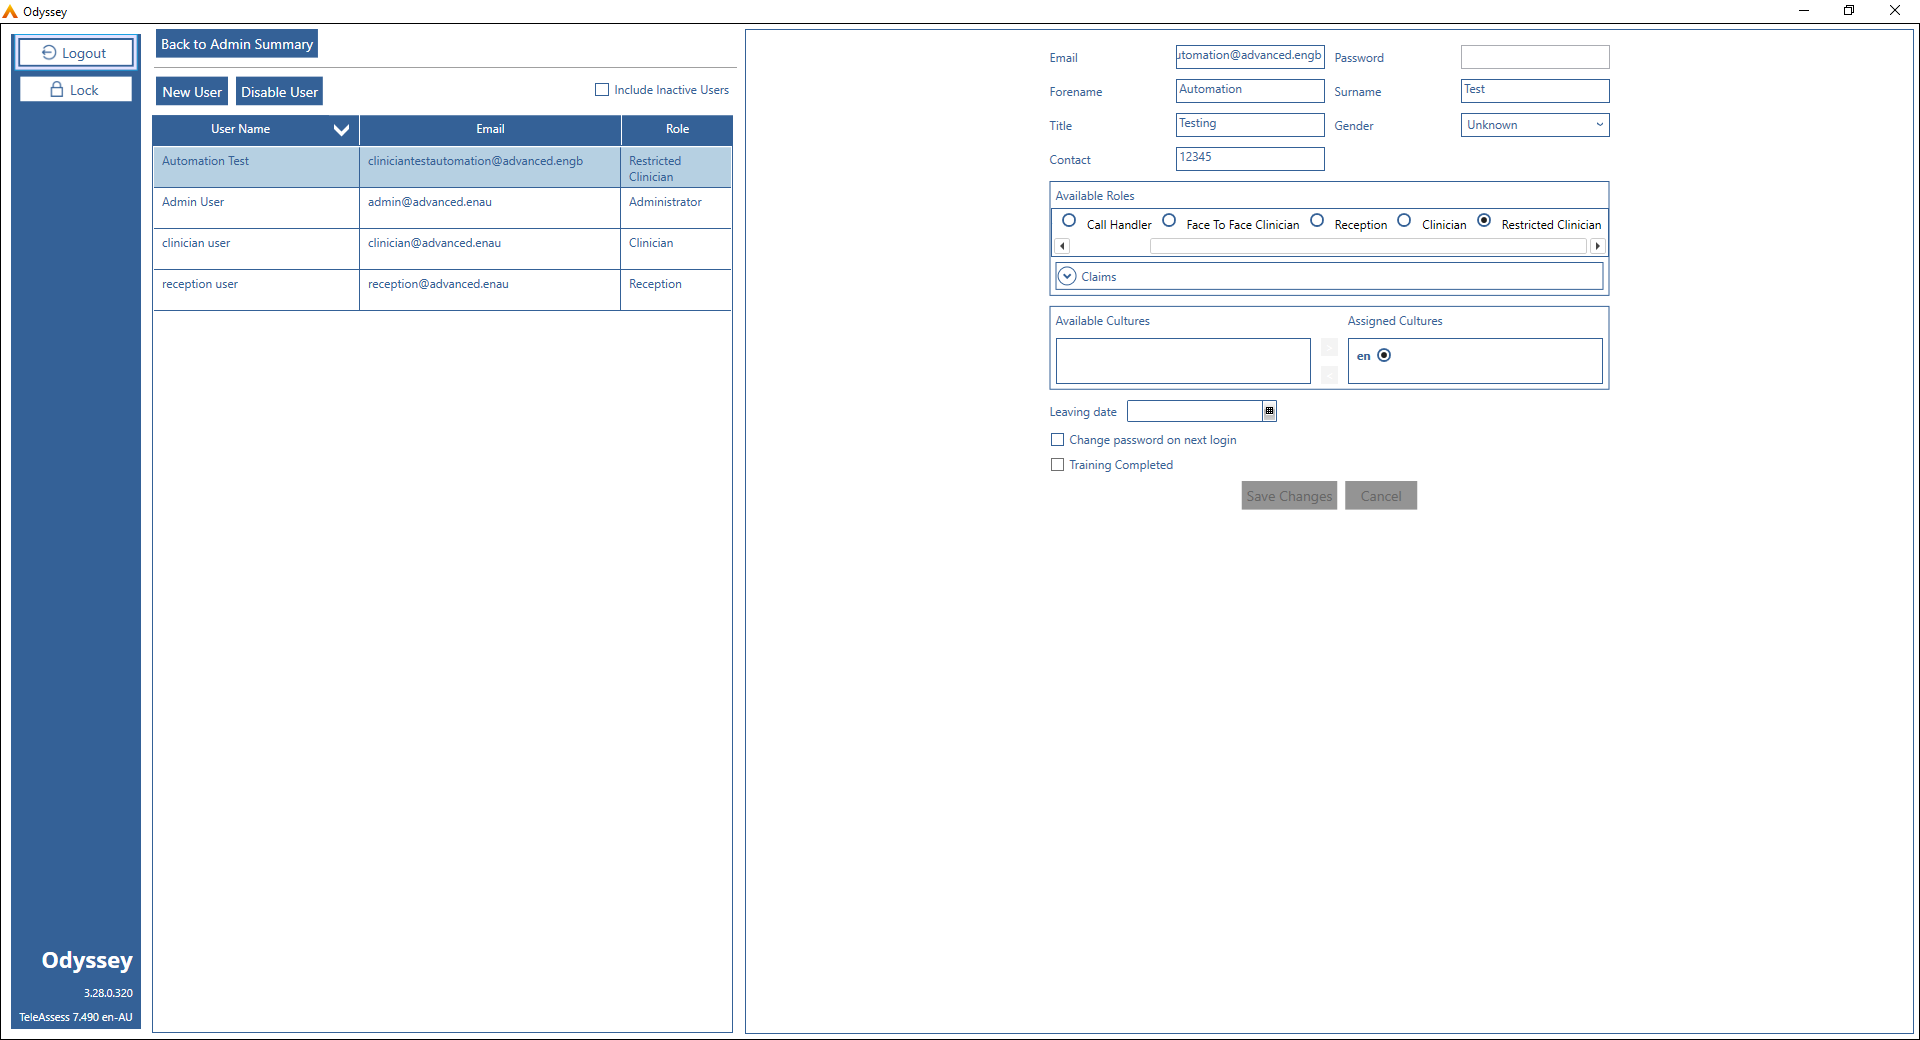 Odyssey
Logout
Lock
Back to Admin Summary
New User
Disable User
Include Inactive Users
User Name Email Role
Automation Test cliniciantestautomation@advanced.engb Restricted
Clinician
Admin User admin@advanced.enau Administrator
clinician user clinician@advanced.enau Clinician
reception user reception@advanced.enau Reception
Email utomation@advanced.engb Password
Forename Automation Surname Test
Title Testing Gender Unknown
Contact 12345
Available Roles
Call Handler Face To Face Clinician Reception Clinician Restricted Clinician
Claims
Available Cultures Assigned Cultures
en
Leaving date
Change password on next login
Training Completed
Save Changes Cancel
Odyssey
3.28.0.320
TeleAssess 7.490 en-AU